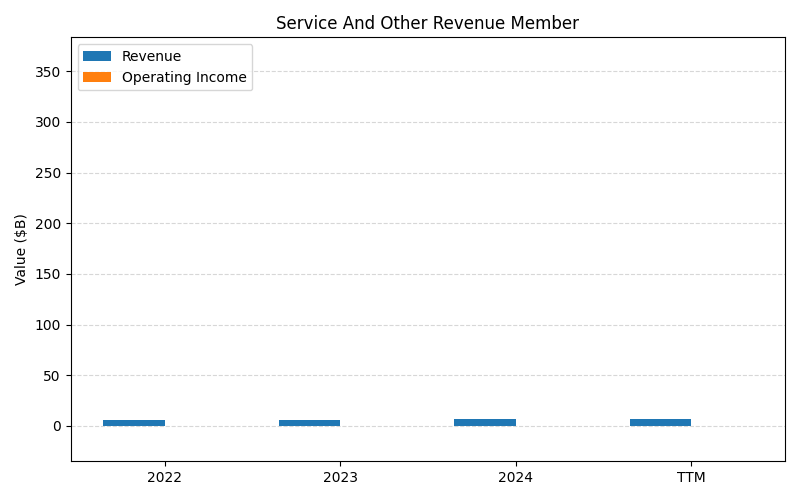 Service And Other Revenue Member
Revenue
Operating Income
Value ($B)
350
300
250
200
150
100
50
0
2022 2023 2024 TTM